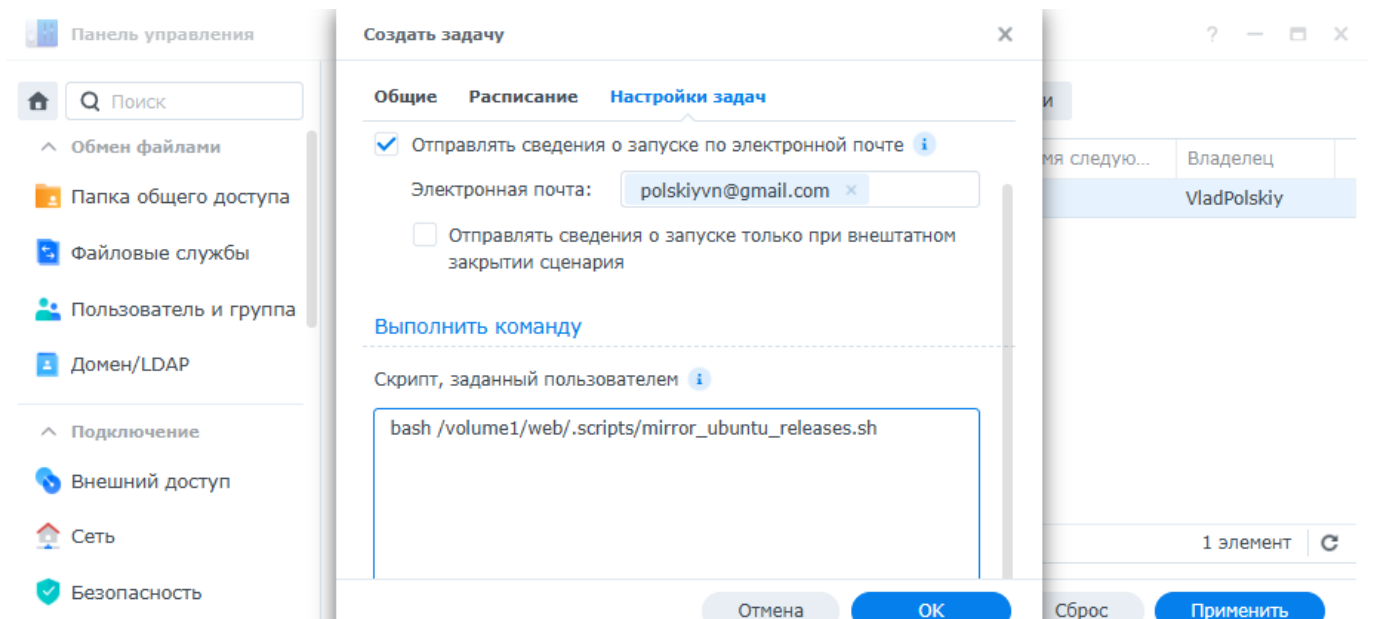 Панель управления
Создать задачу
Поиск
Общие Расписание Настройки задач
и
Обмен файлами
Отправлять сведения о запуске по электронной почте
мя следую... Владелец
Папка общего доступа
Электронная почта: polskiyvn@gmail.com
VladPolskiy
Файловые службы
Отправлять сведения о запуске только при внештатном
закрытии сценария
Пользователь и группа
Выполнить команду
Домен/LDAP
Скрипт, заданный пользователем
Подключение
bash /volume1/web/.scripts/mirror_ubuntu_releases.sh
Внешний доступ
Сеть
1 элемент
Безопасность
Отмена OK Сброс Применить